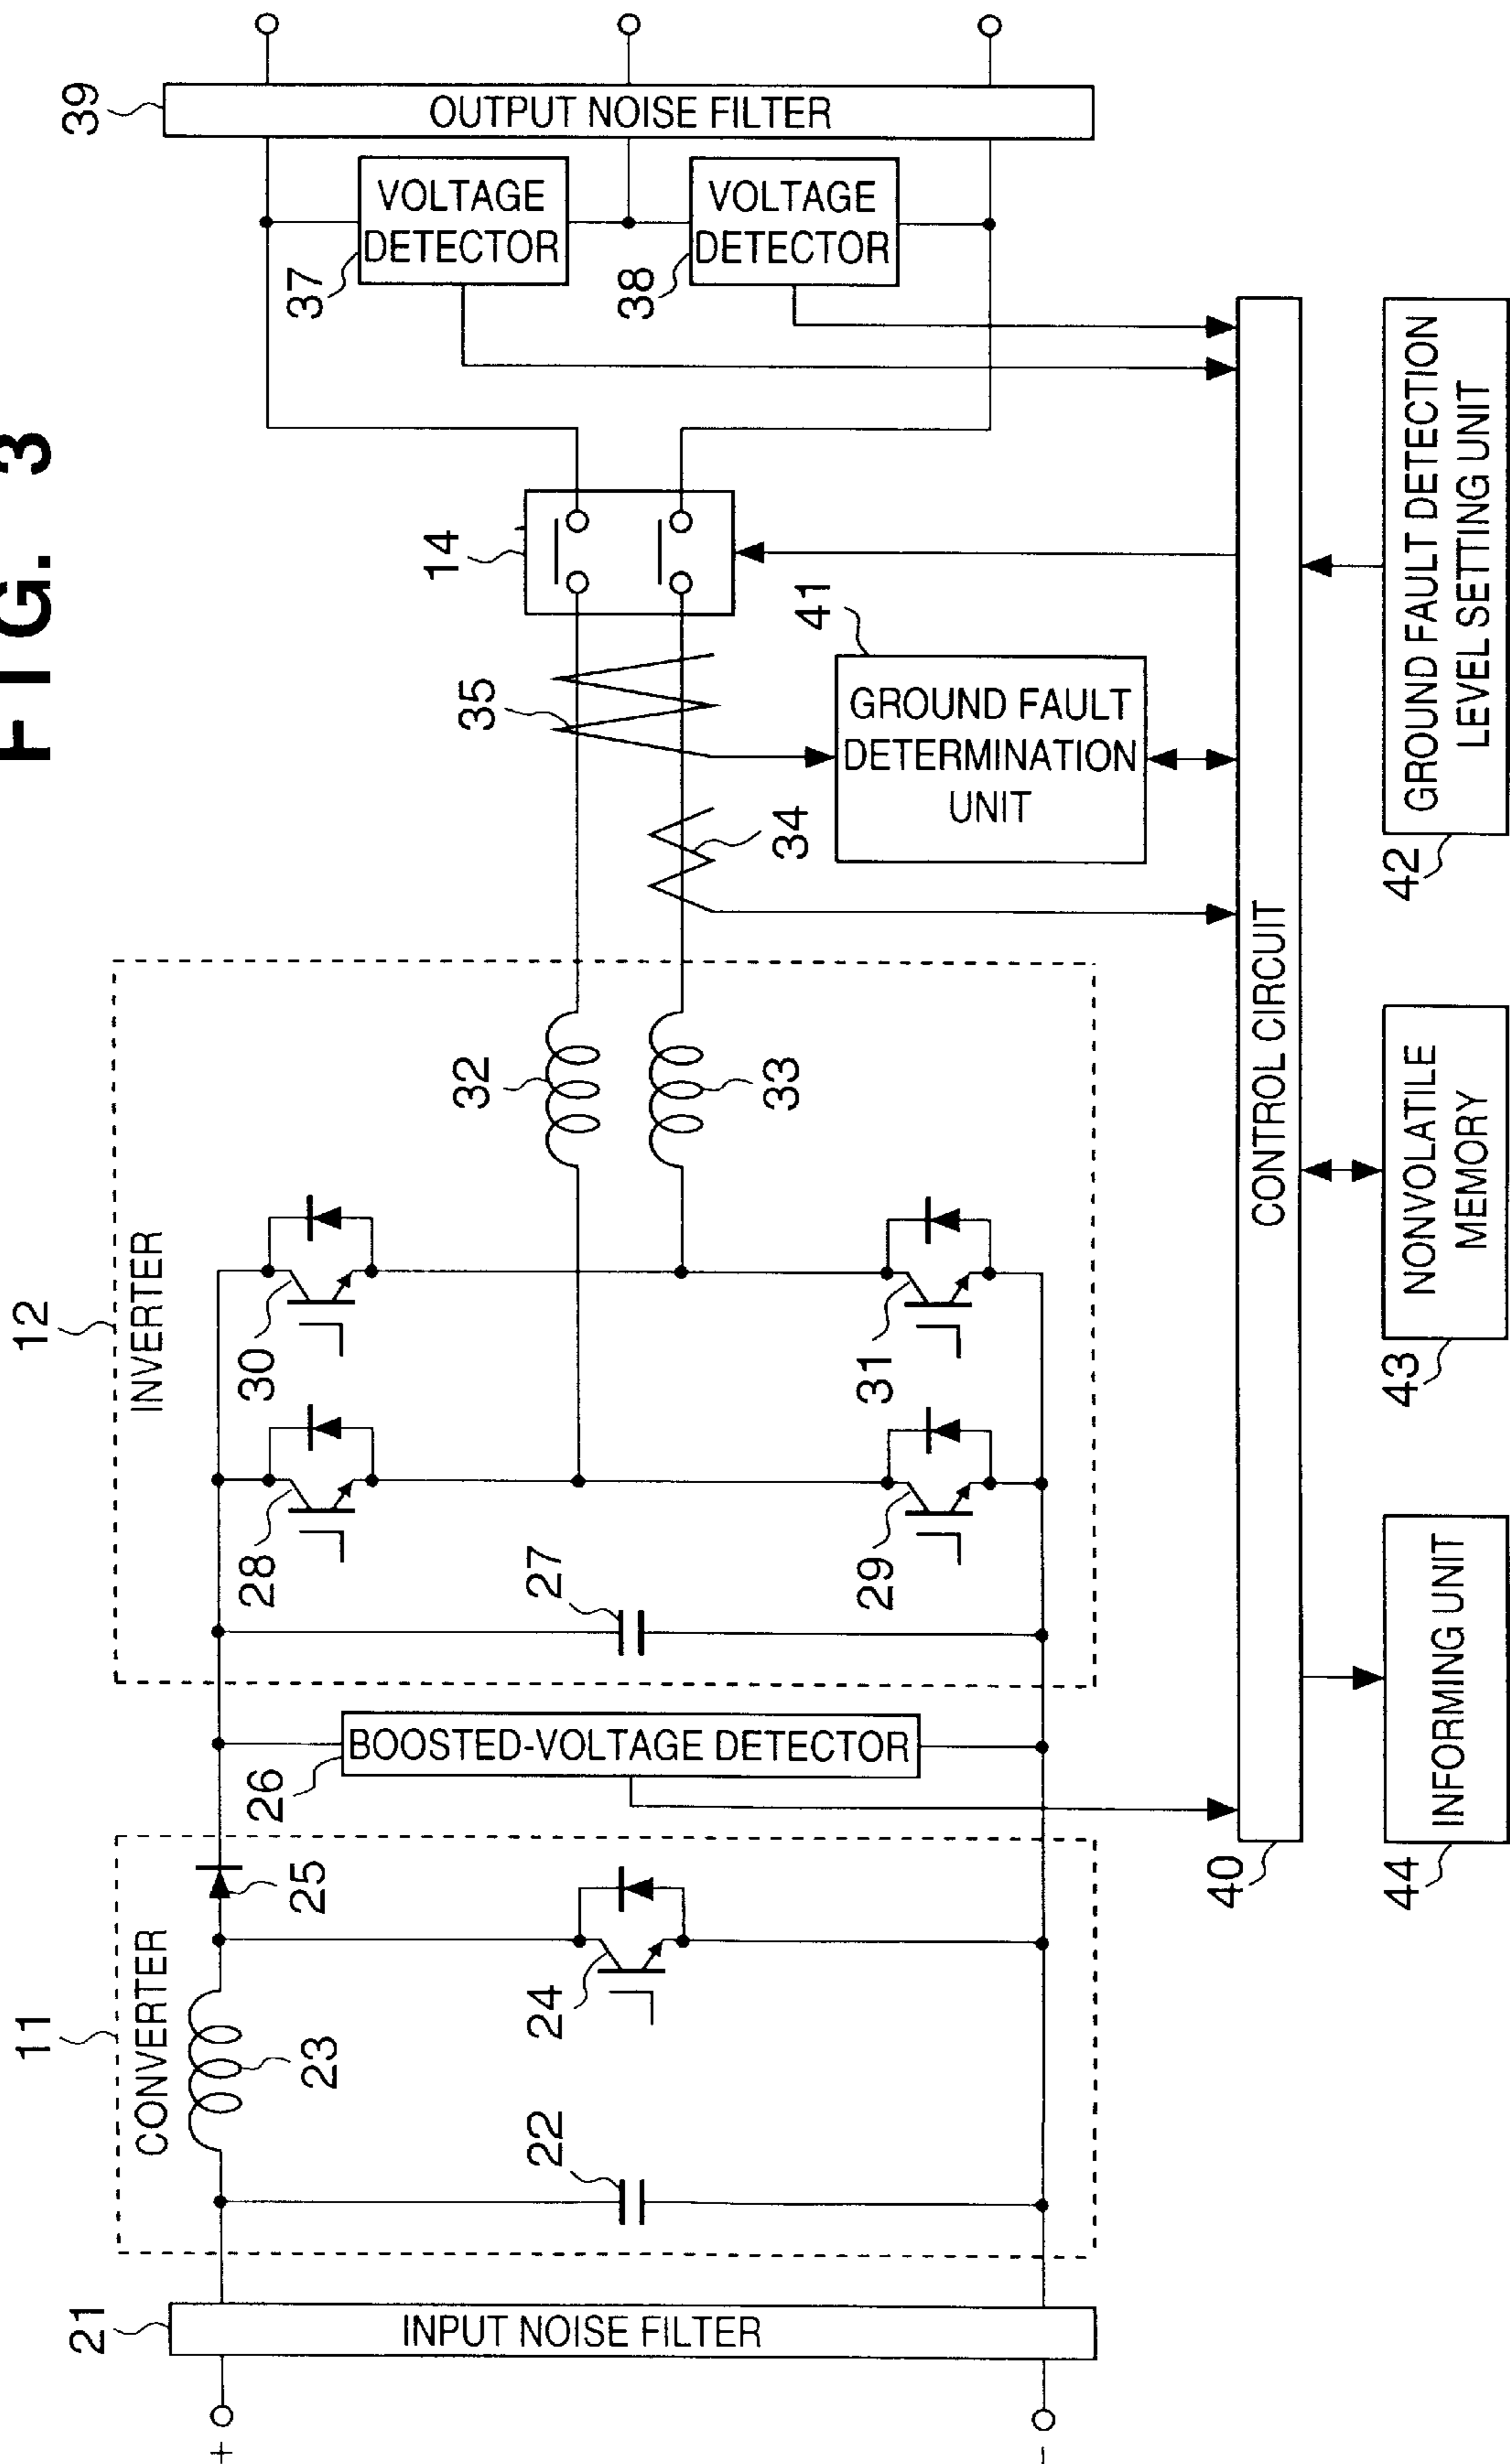 FIG. 3
11
CONVERTER
12
INVERTER
39
OUTPUT NOISE FILTER
21
INPUT NOISE FILTER
+
-
22
23
24
25
26
BOOSTED-VOLTAGE DETECTOR
27
28
29
30
31
32
33
34
35
14
37
VOLTAGE
DETECTOR
38
VOLTAGE
DETECTOR
41
GROUND FAULT
DETERMINATION
UNIT
40
CONTROL CIRCUIT
44
INFORMING UNIT
43
NONVOLATILE
MEMORY
42
GROUND FAULT DETECTION
LEVEL SETTING UNIT